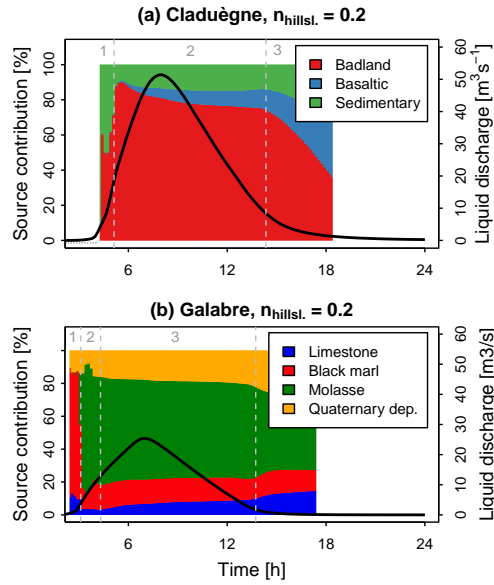 (a) Claduègne, nhillsl. = 0.2
1 2 3
Source contribution [%]
0 20 40 60 80 100
Badland
Basaltic
Sedimentary
0 10 20 30 40 50 60
Liquid discharge [m³s⁻¹]
6 12 18 24
(b) Galabre, nhillsl. = 0.2
1 2 3
Source contribution [%]
0 20 40 60 80
Limestone
Black marl
Molasse
Quaternary dep.
0 10 20 30 40 50 60
Liquid discharge [m3/s]
6 12 18 24
Time [h]